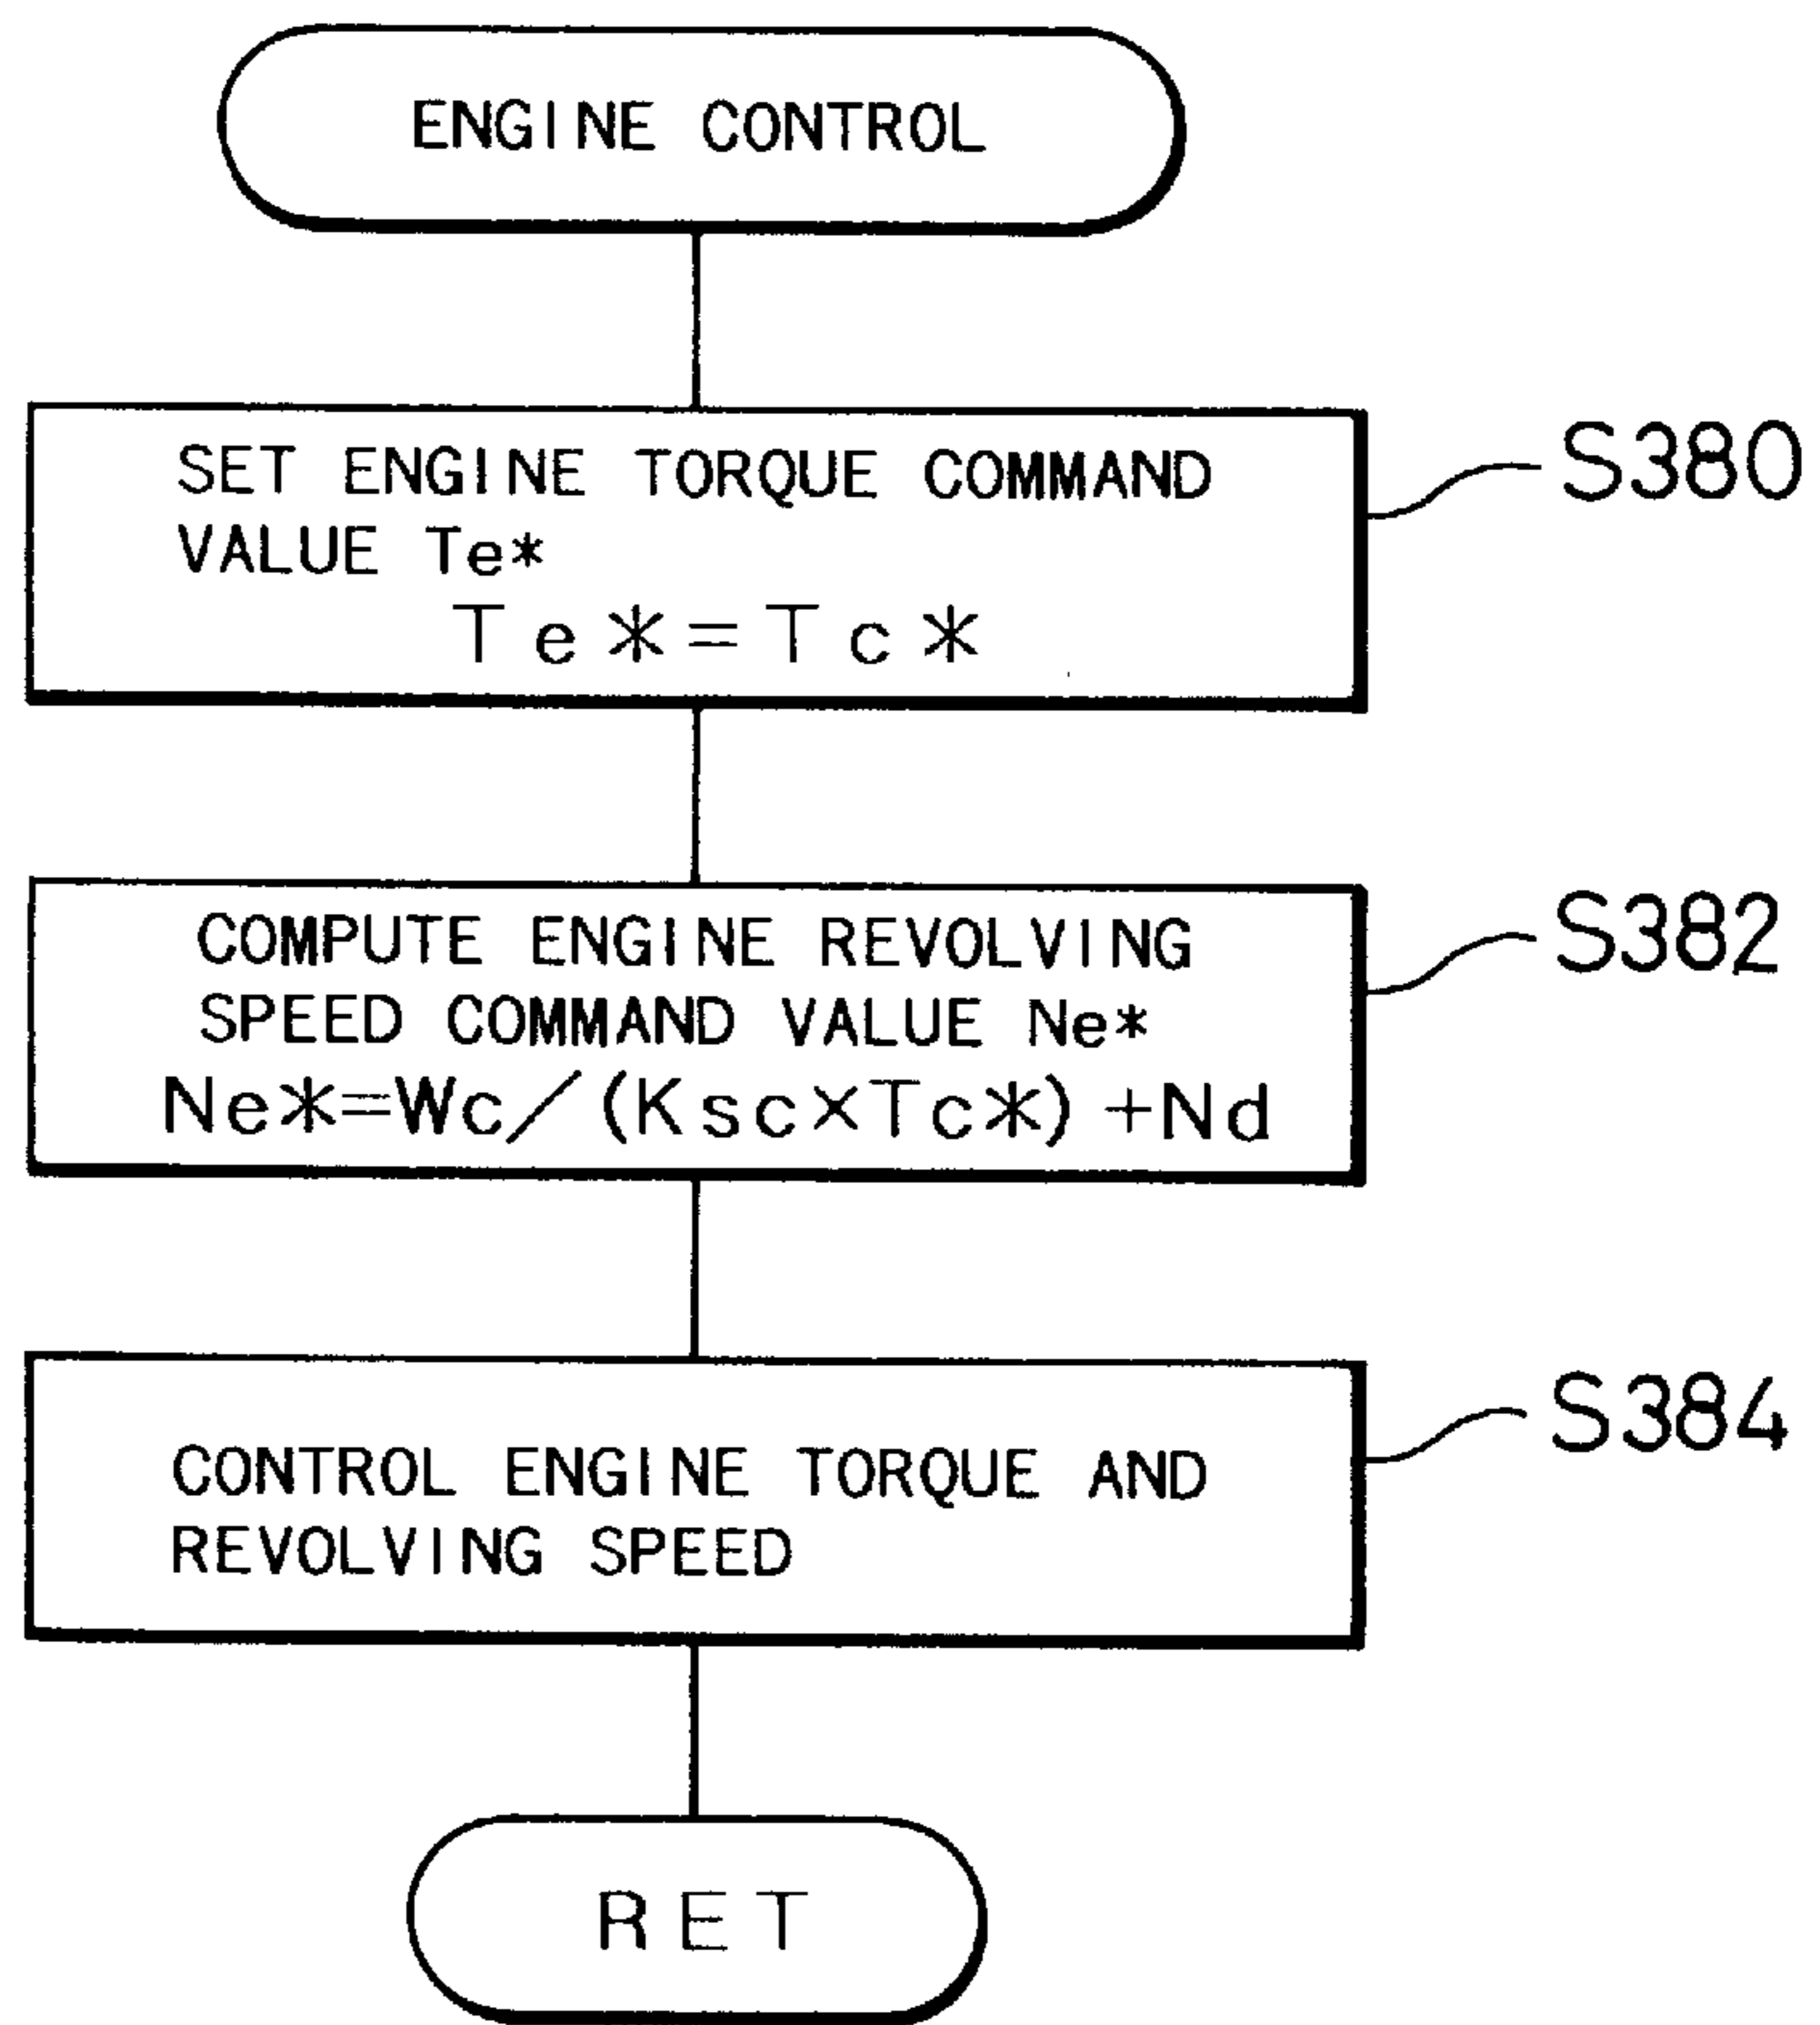 ENGINE CONTROL
SET ENGINE TORQUE COMMAND
VALUE Te*
Te*=Tc*
S380
COMPUTE ENGINE REVOLVING
SPEED COMMAND VALUE Ne*
Ne*=Wc/(Ksc×Tc*)+Nd
S382
CONTROL ENGINE TORQUE AND
REVOLVING SPEED
S384
RET